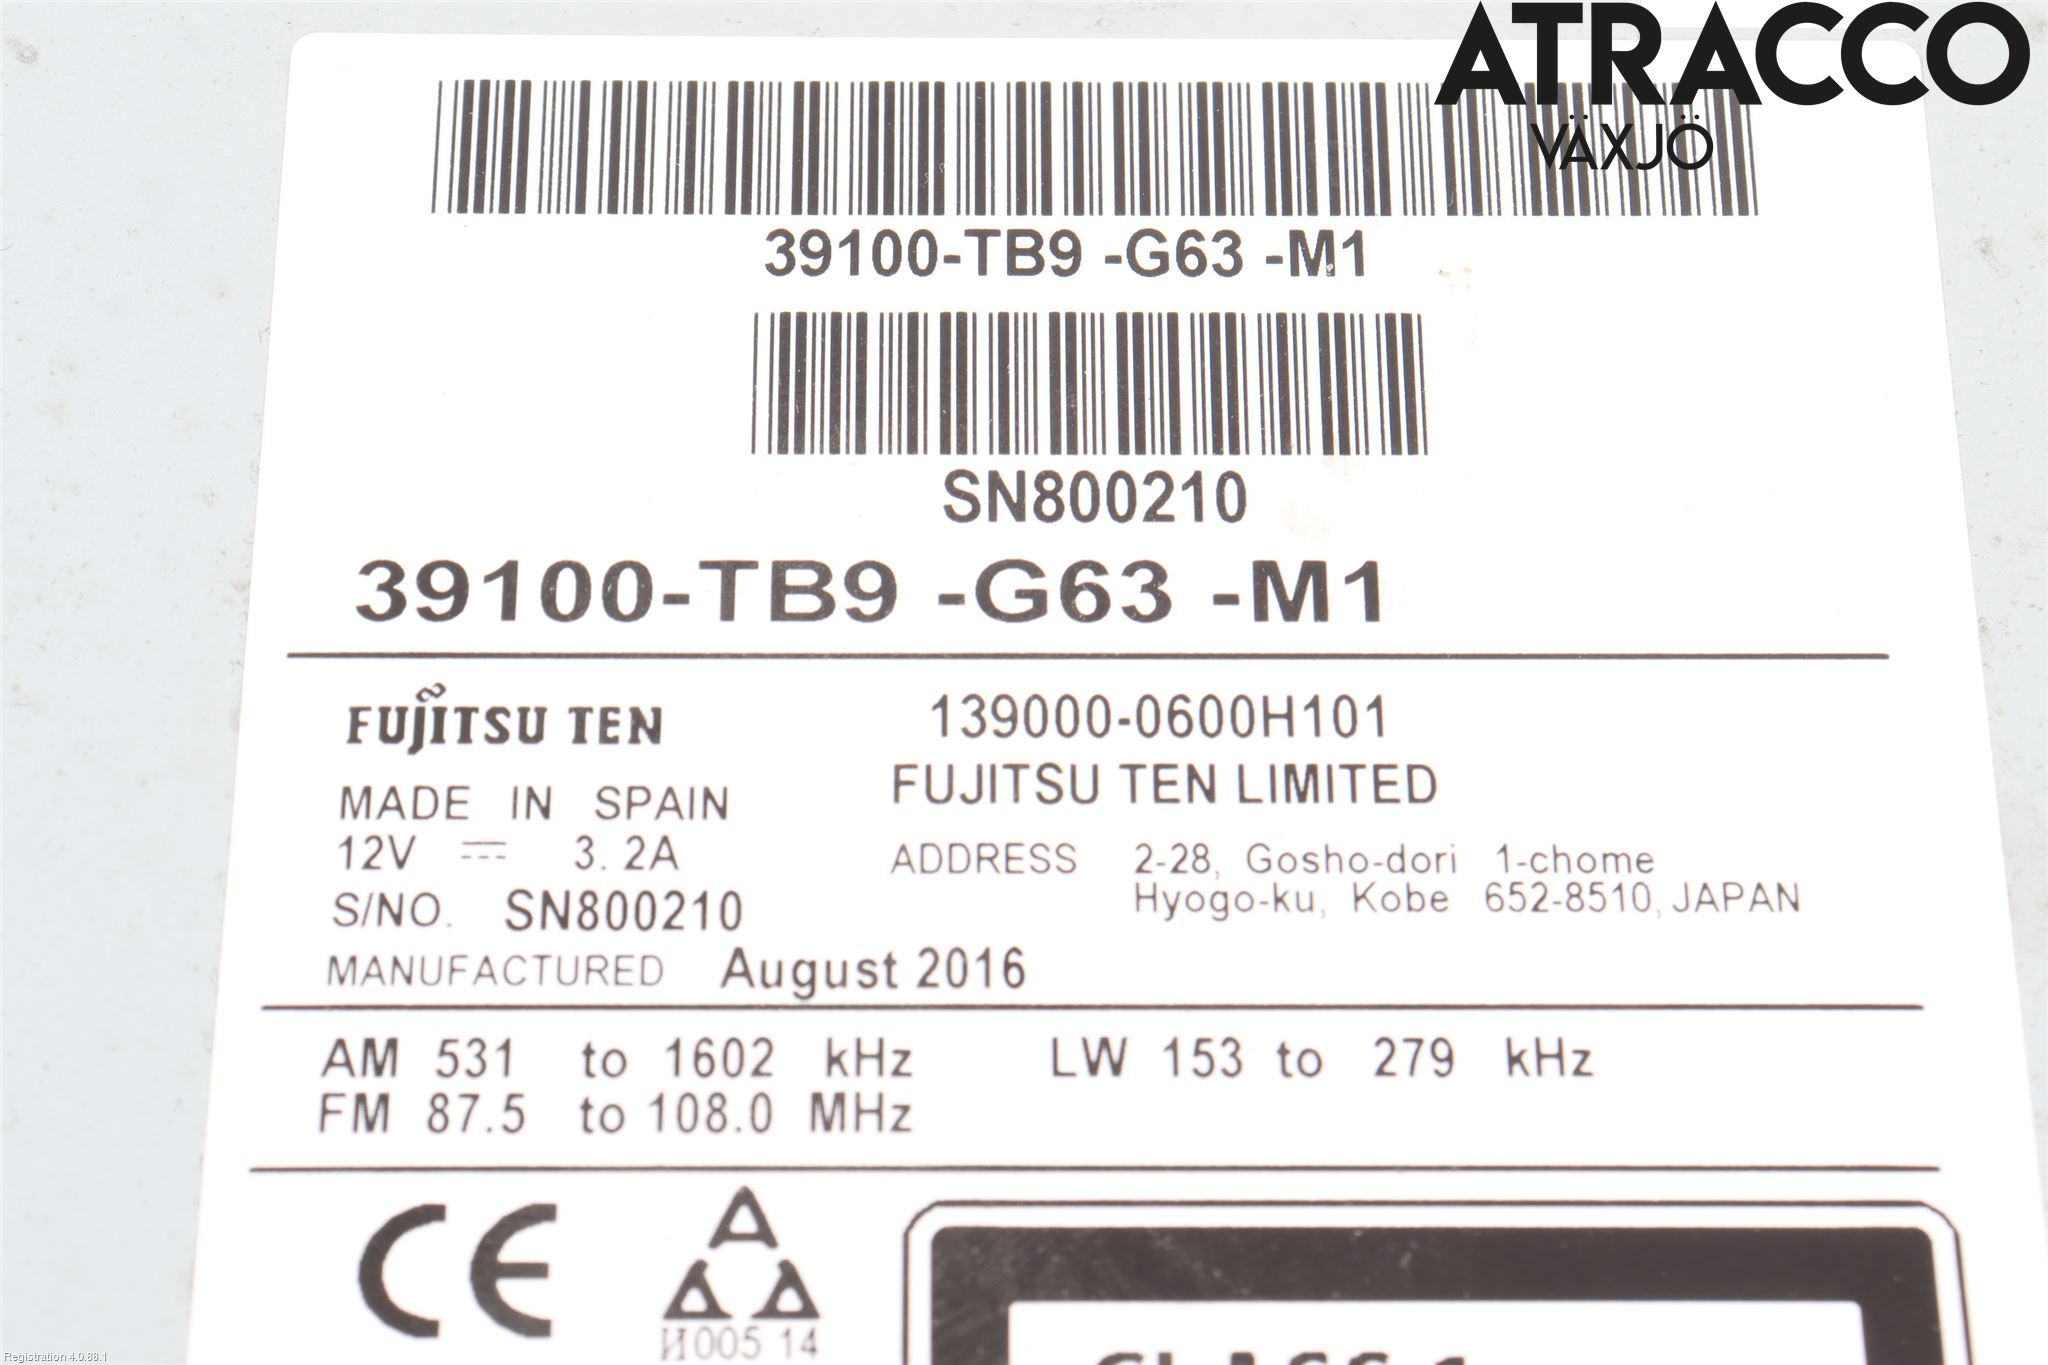 ATRACCO
VÄXJÖ
39100-TB9 -G63 -M1
SN800210
39100-TB9 -G63 -M1
FUJITSU TEN
139000-0600H101
FUJITSU TEN LIMITED
MADE IN SPAIN
12V 3.2A
ADDRESS 2-28, Gosho-dori 1-chome
Hyogo-ku, Kobe 652-8510, JAPAN
S/NO. SN800210
MANUFACTURED August 2016
AM 531 to 1602 kHz LW 153 to 279 kHz
FM 87.5 to 108.0 MHz
CE
И005 14
CLASS 1
Registration 4.0.88.1